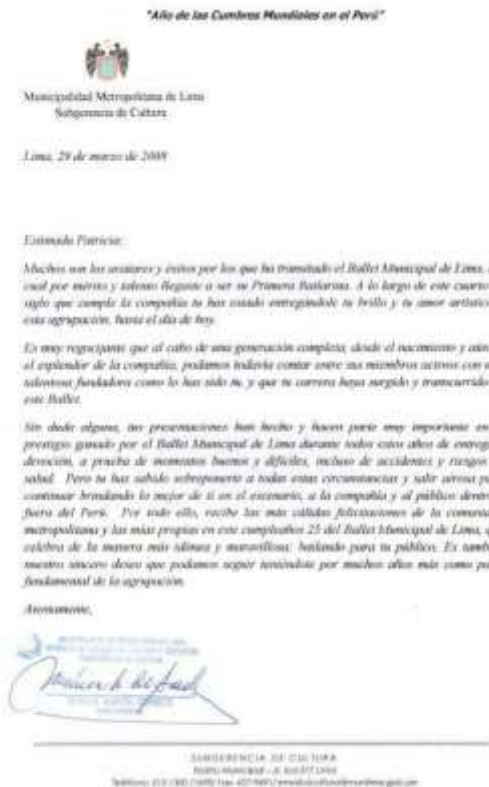 "Año de las Cumbres Mundiales en el Perú"
Municipalidad Metropolitana de Lima
Subgerencia de Cultura
Lima, 29 de marzo de 2008
Estimada Patricia:
Muchos son los avatares y éxitos por los que ha transitado el Ballet Municipal de Lima,
cual por mérito y talento llegaste a ser su Primera Bailarina. A lo largo de este cuarto
siglo que cumple la compañía tu has estado entregándole tu brillo y tu amor artístico
esta agrupación, hasta el día de hoy.
Es muy regocijante que al cabo de una generación completa, desde el nacimiento y
el esplendor de la compañía, podamos todavía contar entre sus miembros activos con
talentosa fundadora como lo has sido tu, y que tu carrera haya surgido y transcurrido
este Ballet.
Sin duda alguna, tus presentaciones han hecho y hacen parte muy importante
prestigio ganado por el Ballet Municipal de Lima durante todos estos años de entrega
devoción, a prueba de momentos buenos y difíciles, incluso de accidentes y riesgos
salud. Pero tu has sabido sobreponerte a todas estas circunstancias y salir airosa
continuar brindando lo mejor de ti en el escenario, a la compañía y al público dentro
fuera del Perú. Por todo ello, recibe las más cálidas felicitaciones de la
metropolitana y las mías propias en este cumpleaños 25 del Ballet Municipal de Lima,
celebra de la manera más idónea y maravillosa: bailando para tu público. Es
nuestro sincero deseo que podamos seguir teniéndote por muchos años más como
fundamental de la agrupación.
Atentamente,
SUBGERENCIA DE CULTURA